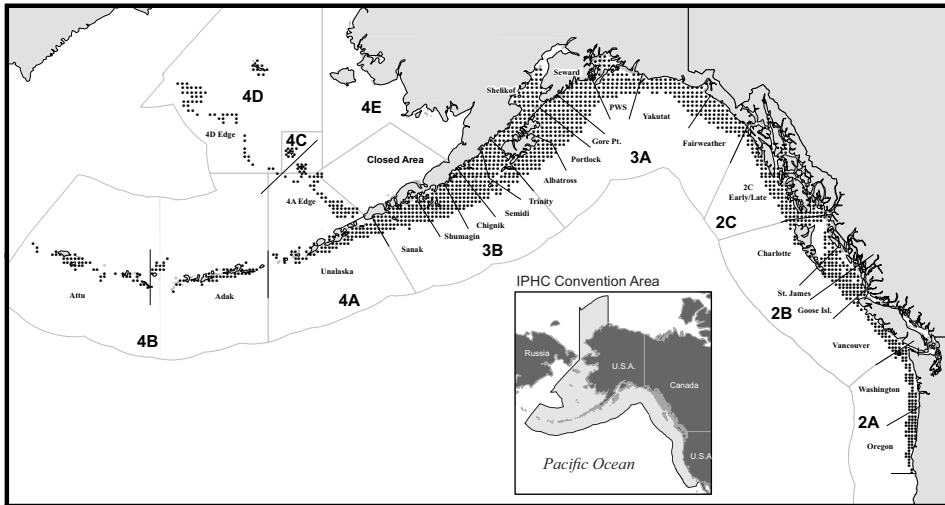 Seward
Shelikof
4D
4E
PWS
Yakutat
4D Edge
4C
Gore Pt.
Fairweather
Closed Area
Portlock
3A
Albatross
2C
Early/Late
4A Edge
Trinity
Semidi
Chignik
2C
Shumagin
Sanak
3B
Charlotte
Unalaska
IPHC Convention Area
St. James
Attu
Adak
4A
Goose Isl.
2B
4B
Vancouver
Russia
U.S.A.
Canada
Washington
2A
Oregon
U.S.A.
Pacific Ocean